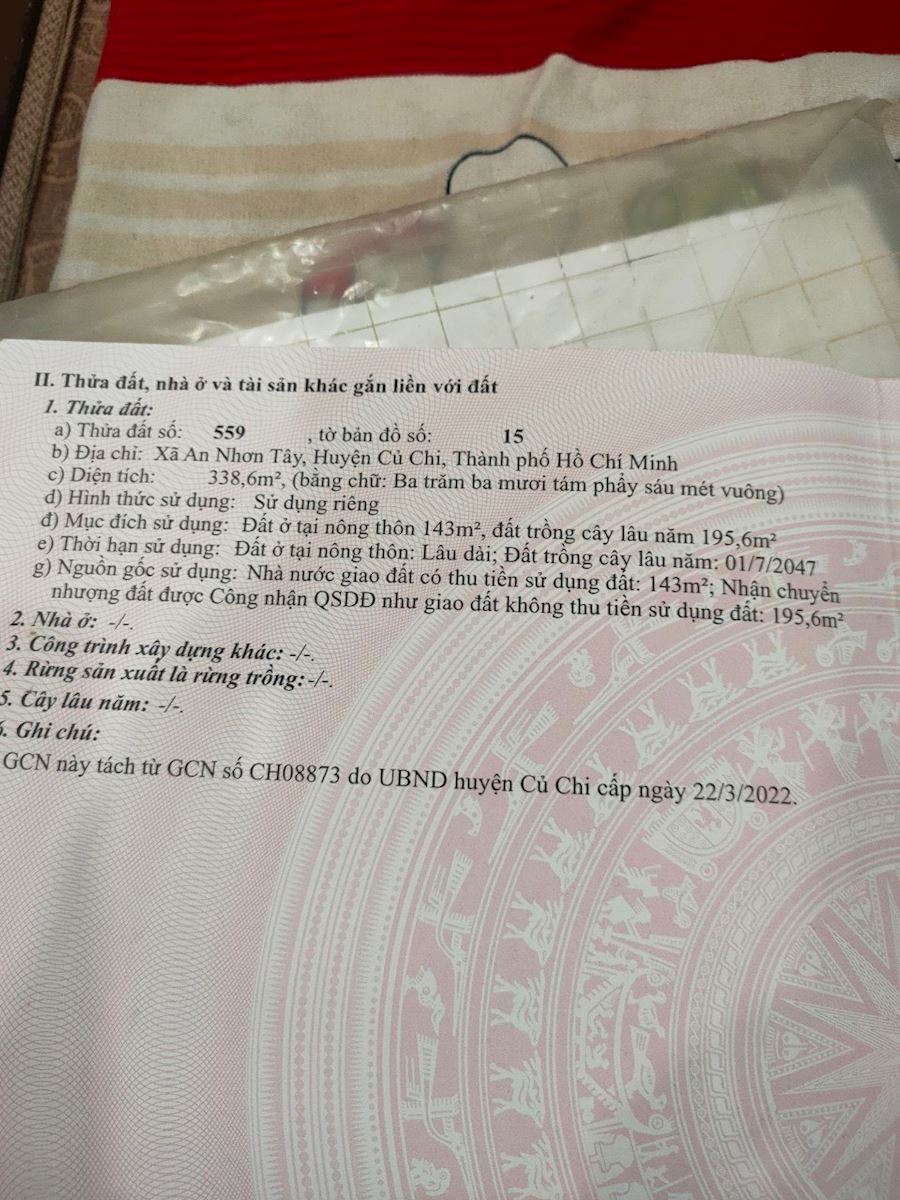 II. Thửa đất, nhà ở và tài sản khác gắn liền với đất
1. Thửa đất:
a) Thửa đất số: 559 , tờ bản đồ số: 15
b) Địa chỉ: Xã An Nhơn Tây, Huyện Củ Chi, Thành phố Hồ Chí Minh
c) Diện tích: 338,6m², (bằng chữ: Ba trăm ba mươi tám phẩy sáu mét vuông)
d) Hình thức sử dụng: Sử dụng riêng
đ) Mục đích sử dụng: Đất ở tại nông thôn 143m², đất trồng cây lâu năm 195,6m²
e) Thời hạn sử dụng: Đất ở tại nông thôn: Lâu dài; Đất trồng cây lâu năm: 01/7/2047
g) Nguồn gốc sử dụng: Nhà nước giao đất có thu tiền sử dụng đất: 143m²; Nhận chuyển
nhượng đất được Công nhận QSDĐ như giao đất không thu tiền sử dụng đất: 195,6m²
2. Nhà ở: -/-.
3. Công trình xây dựng khác: -/-.
4. Rừng sản xuất là rừng trồng: -/-.
5. Cây lâu năm: -/-.
6. Ghi chú:
GCN này tách từ GCN số CH08873 do UBND huyện Củ Chi cấp ngày 22/3/2022.